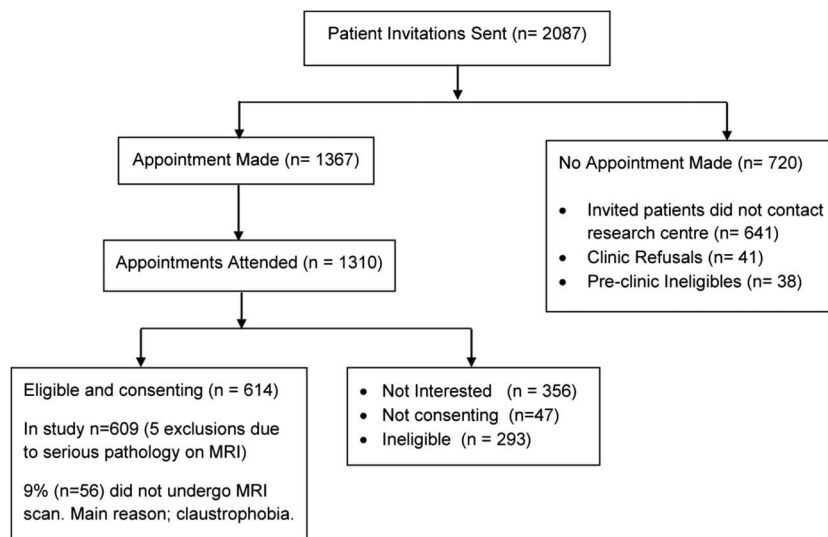 Patient Invitations Sent (n= 2087)
Appointment Made (n= 1367)
No Appointment Made (n= 720)
• Invited patients did not contact
research centre (n= 641)
• Clinic Refusals (n= 41)
• Pre-clinic Ineligibles (n= 38)
Appointments Attended (n = 1310)
Eligible and consenting (n = 614)
In study n=609 (5 exclusions due
to serious pathology on MRI)
9% (n=56) did not undergo MRI
scan. Main reason; claustrophobia.
• Not Interested (n = 356)
• Not consenting (n=47)
• Ineligible (n = 293)